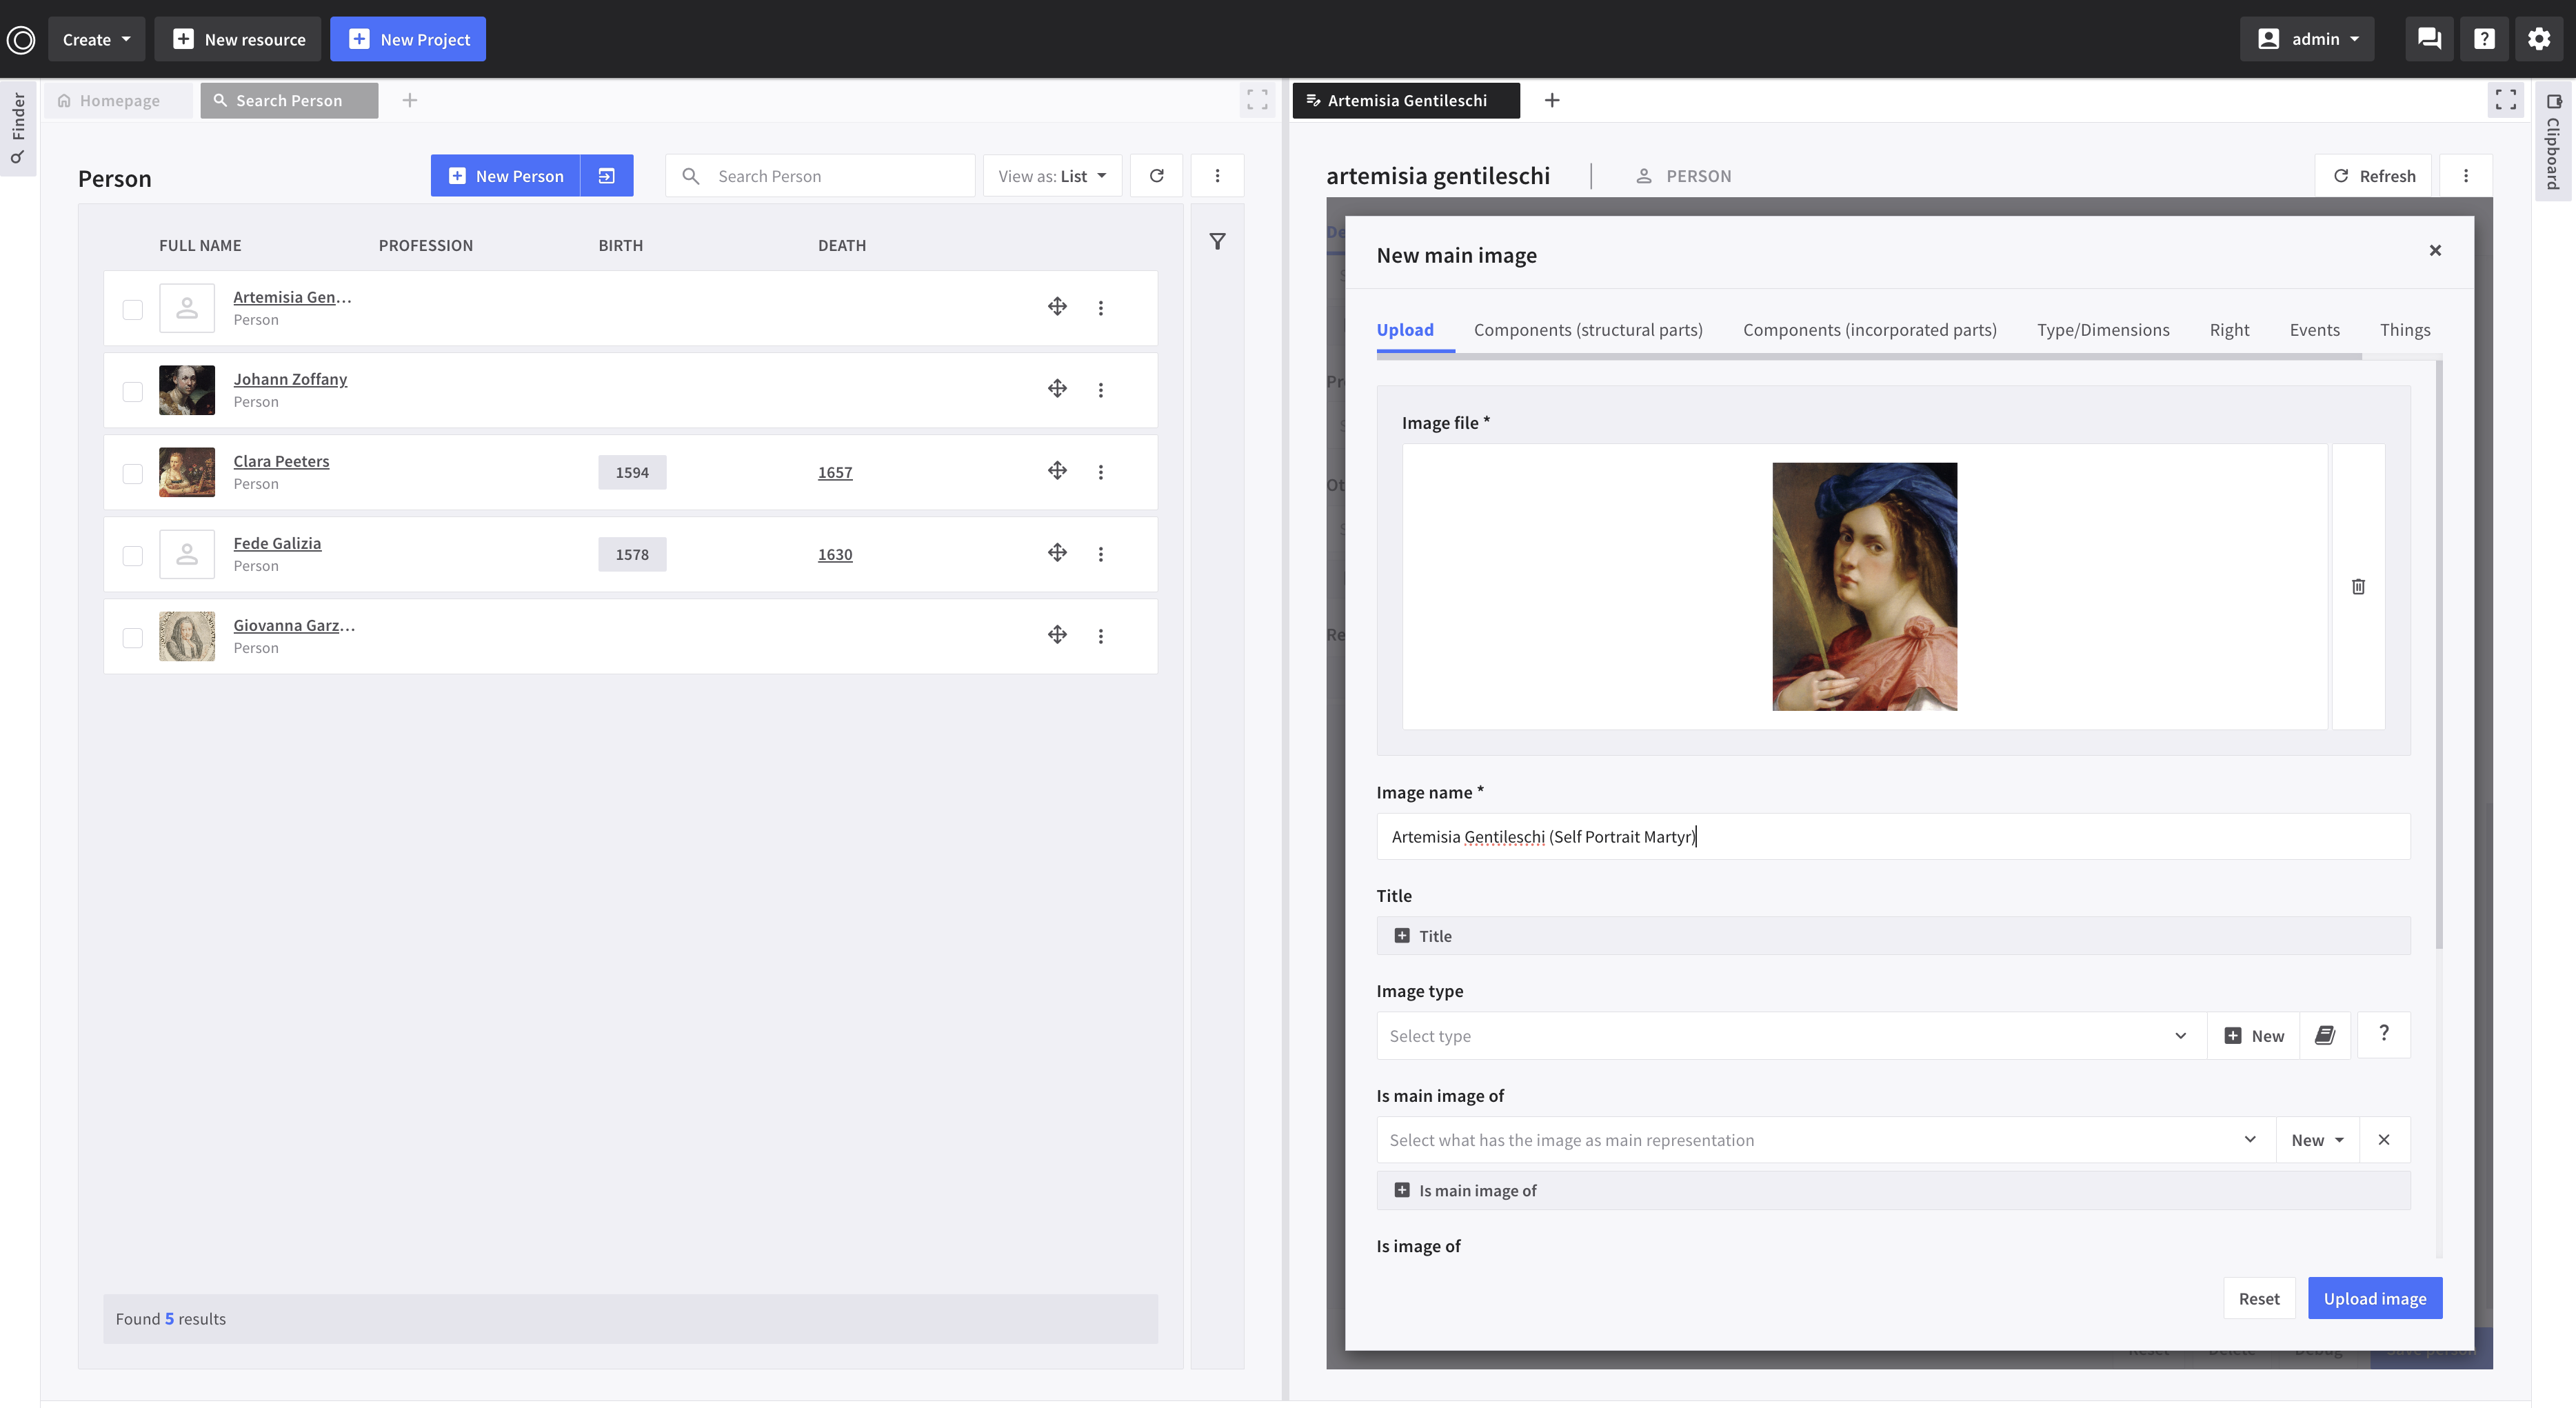 Create
New resource
New Project
admin
Finder
Homepage
Search Person
Artemisia Gentileschi
Clipboard
Person
New Person
Search Person
View as: List
FULL NAME PROFESSION BIRTH DEATH
Artemisia Gen...
Person
Johann Zoffany
Person
Clara Peeters
Person
1594
1657
Fede Galizia
Person
1578
1630
Giovanna Garz...
Person
Found 5 results
artemisia gentileschi
PERSON
Refresh
New main image
Upload Components (structural parts) Components (incorporated parts) Type/Dimensions Right Events Things
Image file *
Image name *
Artemisia Gentileschi (Self Portrait Martyr)
Title
Title
Image type
Select type
New
?
Is main image of
Select what has the image as main representation
New
Is main image of
Is image of
Reset
Upload image
Reset Delete Debug Save person